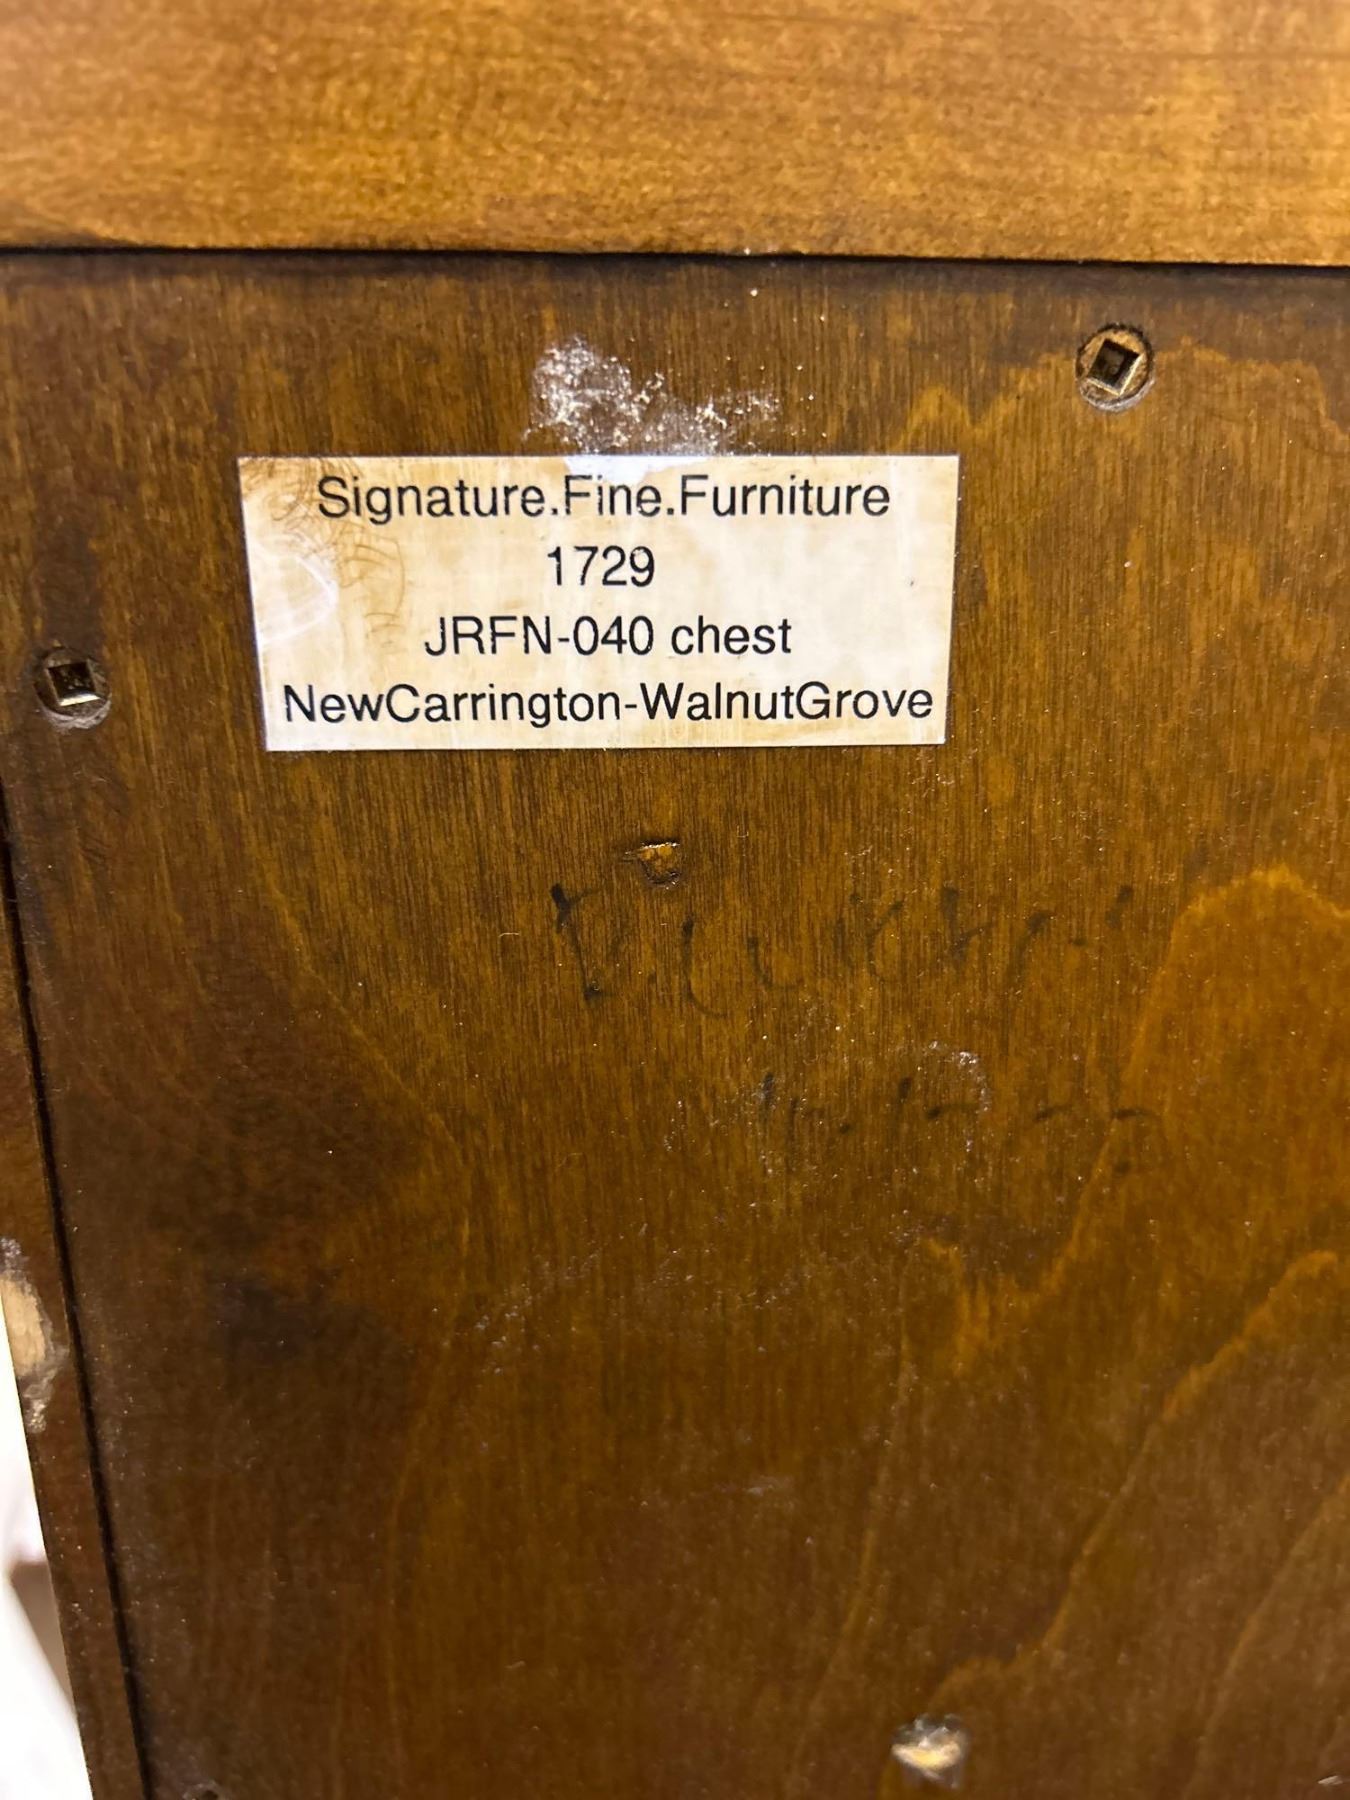 Signature.Fine.Furniture
1729
JRFN-040 chest
NewCarrington-WalnutGrove